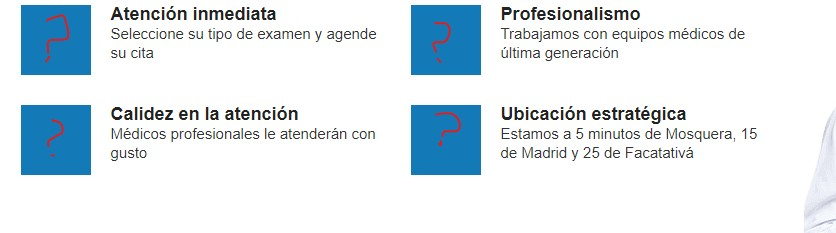 ?
Atención inmediata
Seleccione su tipo de examen y agende
su cita
?
Profesionalismo
Trabajamos con equipos médicos de
última generación
?
Calidez en la atención
Médicos profesionales le atenderán con
gusto
?
Ubicación estratégica
Estamos a 5 minutos de Mosquera, 15
de Madrid y 25 de Facatativá